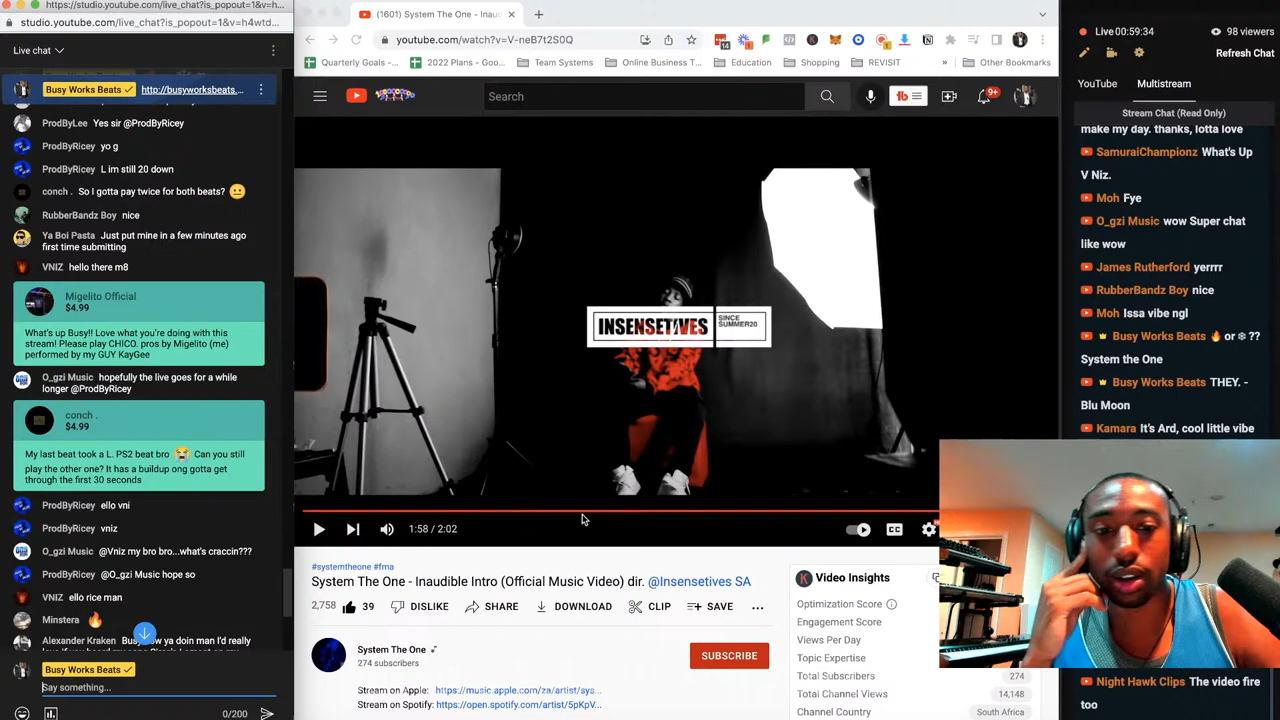 https://studio.youtube.com/live_chat?is_popout=1&v=h...
studio.youtube.com/live_chat?is_popout=1&v=h4wtd...
Live chat
Busy Works Beats http://busyworksbeats....
ProdByLee Yes sir @ProdByRicey
ProdByRicey yo g
ProdByRicey L im still 20 down
conch . So I gotta pay twice for both beats? 😐
RubberBandz Boy nice
Ya Boi Pasta Just put mine in a few minutes ago
first time submitting
VNIZ hello there m8
Migelito Official
$4.99
What's up Busy!! Love what you're doing with this
stream! Please play CHICO. pros by Migelito (me)
performed by my GUY KayGee
O_gzi Music hopefully the live goes for a while
longer @ProdByRicey
conch .
$4.99
My last beat took a L. PS2 beat bro 😭 Can you still
play the other one? It has a buildup ong gotta get
through the first 30 seconds
ProdByRicey ello vni
ProdByRicey vniz
O_gzi Music @Vniz my bro bro...what's craccin???
ProdByRicey @O_gzi Music hope so
VNIZ ello rice man
Minstera 🔥
Alexander Kraken
Busy Works Beats
Say something...
0/200
(1601) System The One - Inaud
youtube.com/watch?v=V-neB7t2S0Q
Quarterly Goals -...
2022 Plans - Goo...
Team Systems
Online Business T...
Education
Shopping
REVISIT
»
Other Bookmarks
Search
9+
INSENSETIVES
SINCE
SUMMER20
1:58 / 2:02
#systemtheone #fma
System The One - Inaudible Intro (Official Music Video) dir. @Insensetives SA
2,758
39
DISLIKE
SHARE
DOWNLOAD
CLIP
SAVE
...
System The One
274 subscribers
SUBSCRIBE
Stream on Apple: https://music.apple.com/za/artist/sys...
Stream on Spotify: https://open.spotify.com/artist/5pKpV...
Video Insights
Optimization Score
Engagement Score
Views Per Day
Topic Expertise
Total Subscribers 274
Total Channel Views 14,148
Channel Country South Africa
Live 00:59:34
98 viewers
Refresh Chat
YouTube
Multistream
Stream Chat (Read Only)
make my day. thanks, lotta love
SamuraiChampionz What's Up
V Niz.
Moh Fye
O_gzi Music wow Super chat
like wow
James Rutherford yerrrr
RubberBandz Boy nice
Moh Issa vibe ngl
Busy Works Beats 🔥 or ❄ ??
System the One
Busy Works Beats THEY. -
Blu Moon
Kamara It's Ard, cool little vibe
Night Hawk Clips The video fire
too